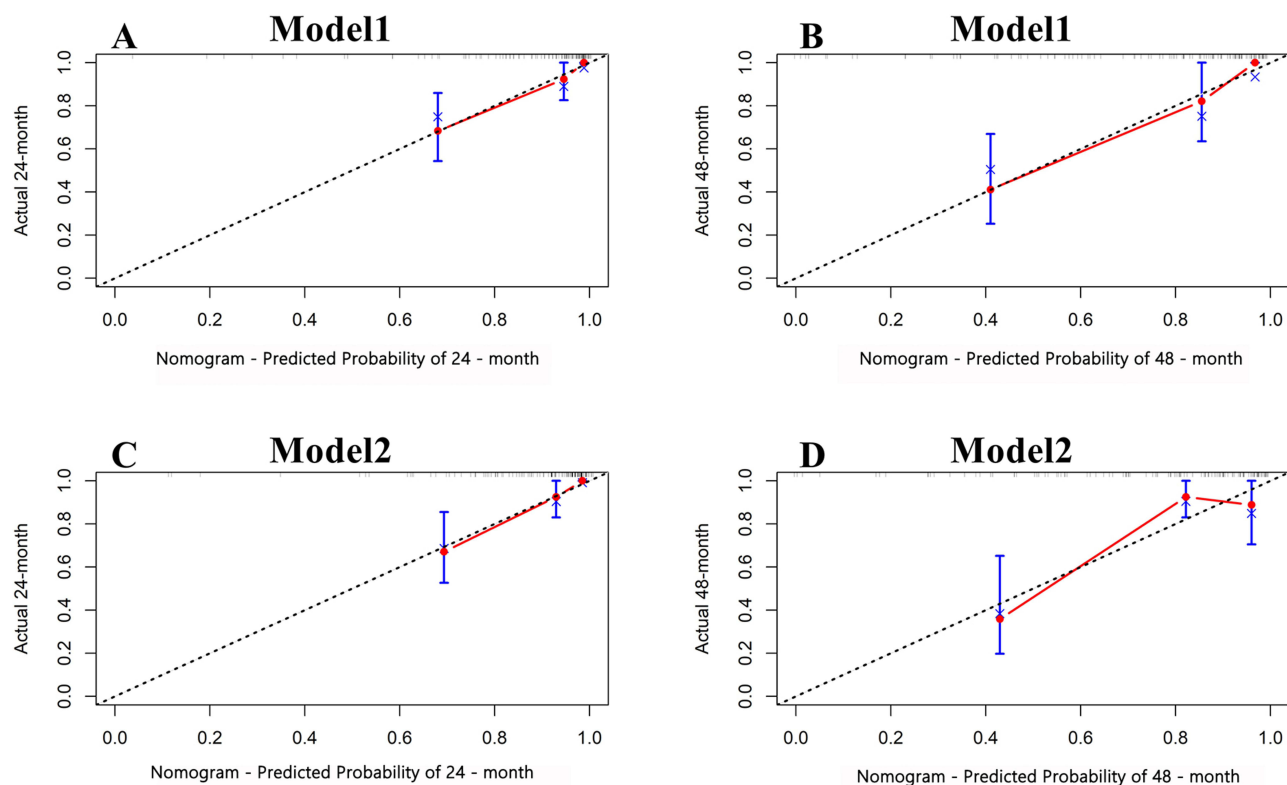 A Model1
1.0
0.8
0.6
0.4
0.2
0.0
Actual 24-month
0.0 0.2 0.4 0.6 0.8 1.0
Nomogram - Predicted Probability of 24 - month
B Model1
1.0
0.8
0.6
0.4
0.2
0.0
Actual 48-month
0.0 0.2 0.4 0.6 0.8 1.0
Nomogram - Predicted Probability of 48 - month
C Model2
1.0
0.8
0.6
0.4
0.2
0.0
Actual 24-month
0.0 0.2 0.4 0.6 0.8 1.0
Nomogram - Predicted Probability of 24 - month
D Model2
1.0
0.8
0.6
0.4
0.2
0.0
Actual 48-month
0.0 0.2 0.4 0.6 0.8 1.0
Nomogram - Predicted Probability of 48 - month